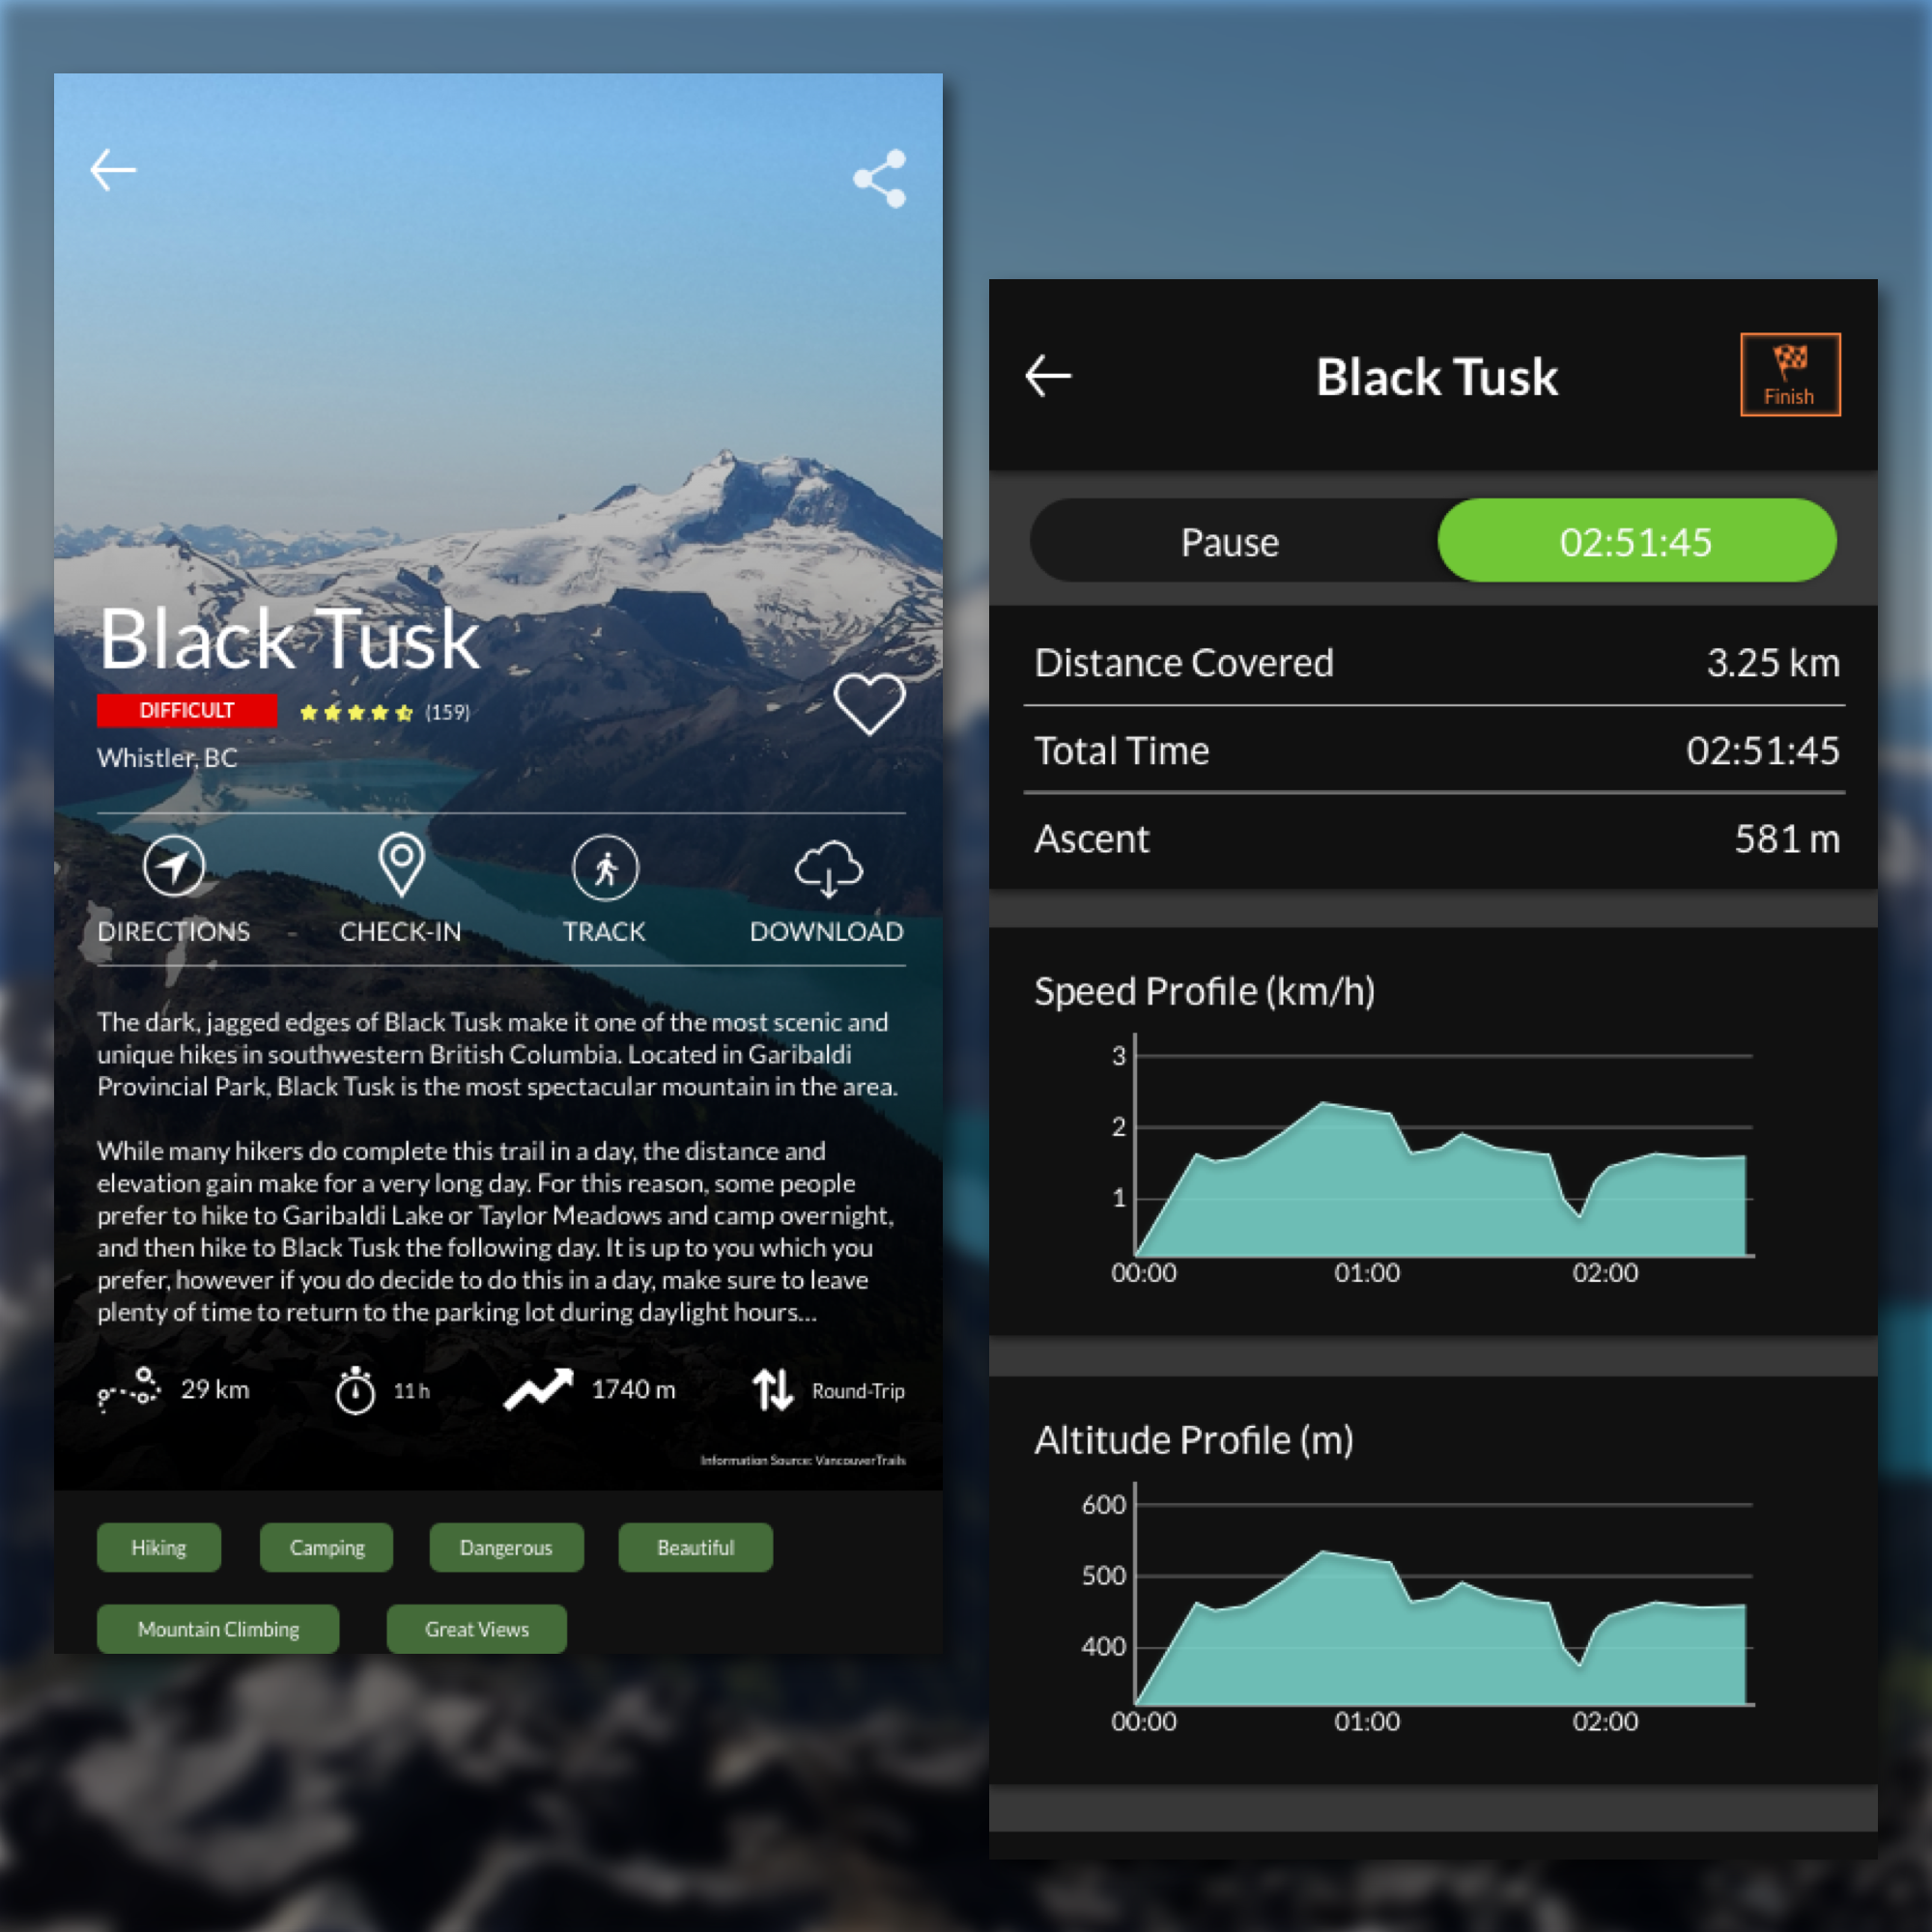 Black Tusk
DIFFICULT (159)
Whistler, BC
DIRECTIONS CHECK-IN TRACK DOWNLOAD
The dark, jagged edges of Black Tusk make it one of the most scenic and
unique hikes in southwestern British Columbia. Located in Garibaldi
Provincial Park, Black Tusk is the most spectacular mountain in the area.
While many hikers do complete this trail in a day, the distance and
elevation gain make for a very long day. For this reason, some people
prefer to hike to Garibaldi Lake or Taylor Meadows and camp overnight,
and then hike to Black Tusk the following day. It is up to you which you
prefer, however if you do decide to do this in a day, make sure to leave
plenty of time to return to the parking lot during daylight hours...
29 km 11 h 1740 m Round-Trip
Information Source: VancouverTrails
Hiking Camping Dangerous Beautiful
Mountain Climbing Great Views
Black Tusk
Finish
Pause 02:51:45
Distance Covered 3.25 km
Total Time 02:51:45
Ascent 581 m
Speed Profile (km/h)
3
2
1
00:00 01:00 02:00
Altitude Profile (m)
600
500
400
00:00 01:00 02:00